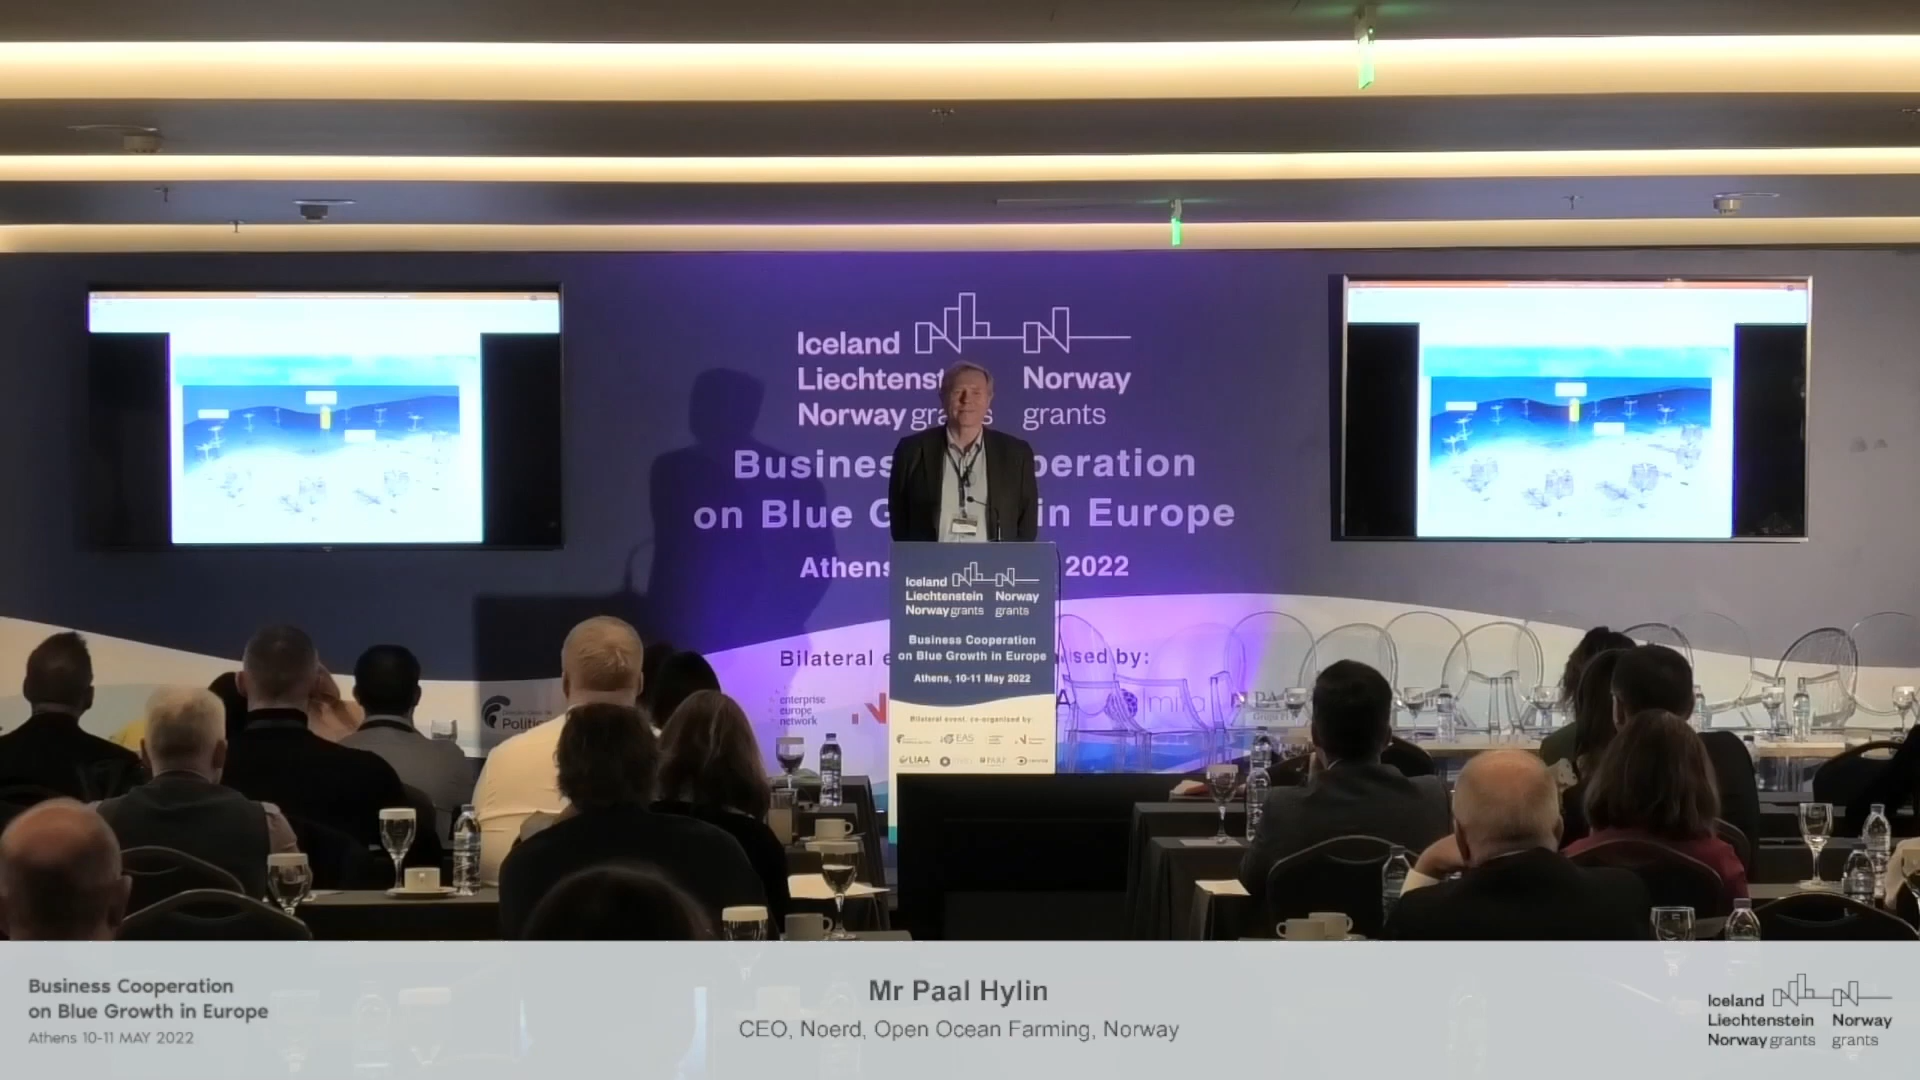 Iceland
Liechtenst Norway
Norway gra s grants
Busines peration
on Blue G in Europe
Athens 2022
Bilateral e sed by:
enterprise
europe
network
Politic
Iceland
Liechtenstein Norway
Norway grants grants
Business Cooperation
on Blue Growth in Europe
Athens, 10-11 May 2022
Bilateral event, co-organised by
EAS
LIAA
Business Cooperation
on Blue Growth in Europe
Athens 10-11 MAY 2022
Mr Paal Hylin
CEO, Noerd, Open Ocean Farming, Norway
Iceland
Liechtenstein Norway
Norway grants grants